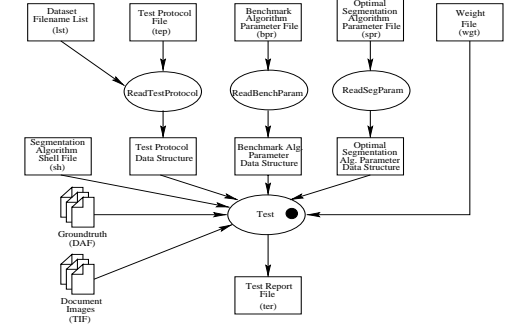 Dataset
Filename List
(lst)
Test Protocol
File
(tep)
Benchmark
Algorithm
Parameter File
(bpr)
Optimal
Segmentation
Algorithm
Parameter File
(spr)
Weight
File
(wgt)
ReadTestProtocol
ReadBenchParam
ReadSegParam
Segmentation
Algorithm
Shell File
(sh)
Test Protocol
Data Structure
Benchmark Alg.
Parameter
Data Structure
Optimal
Segmentation
Alg. Parameter
Data Structure
Test
Groundtruth
(DAF)
Document
Images
(TIF)
Test Report
File
(ter)